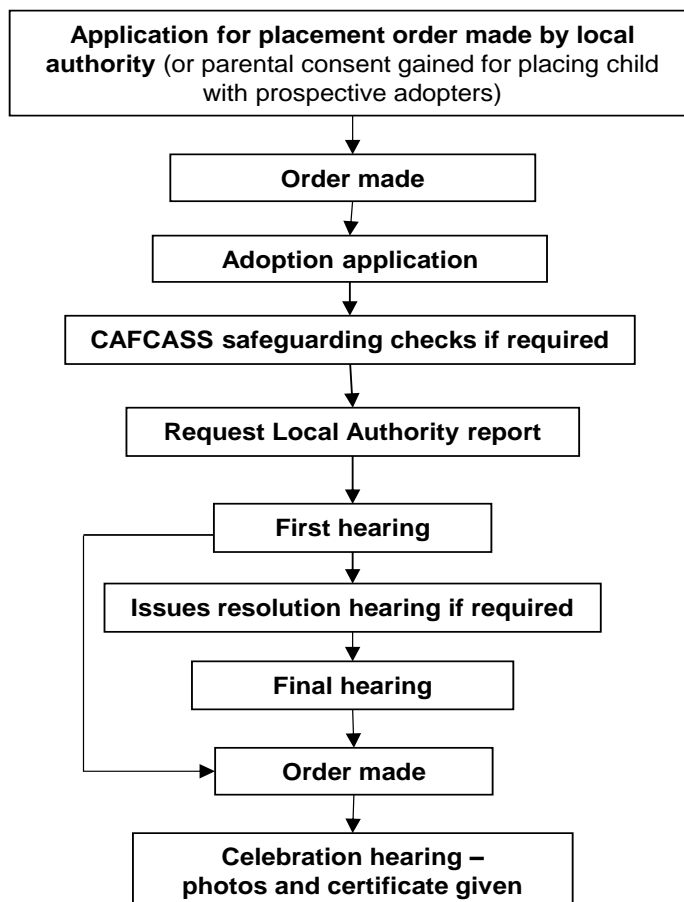 Application for placement order made by local
authority (or parental consent gained for placing child
with prospective adopters)
Order made
Adoption application
CAFCASS safeguarding checks if required
Request Local Authority report
First hearing
Issues resolution hearing if required
Final hearing
Order made
Celebration hearing –
photos and certificate given